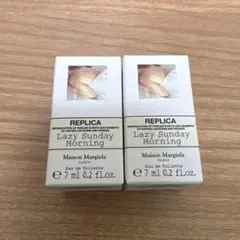 REPLICA
Lazy Sunday
Morning
Maison Margiela
PARIS
℮ 7 ml 0.2 fl. oz.
Eau de Toilette
REPLICA
Lazy Sunday
Morning
Maison Margiela
PARIS
℮ 7 ml 0.2 fl. oz.
Eau de Toilette